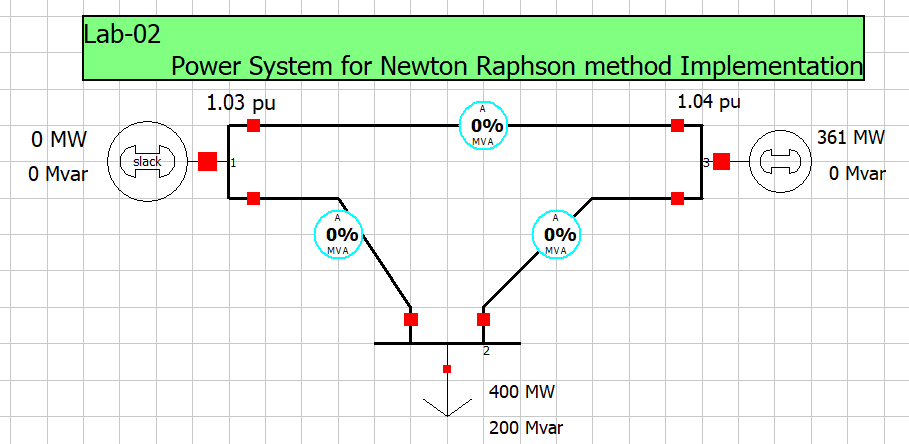 Lab-02
Power System for Newton Raphson method Implementation
1.03 pu
1.04 pu
A
0%
MVA
0 MW
0 Mvar
slack
1
3
361 MW
0 Mvar
A
0%
MVA
A
0%
MVA
2
400 MW
200 Mvar